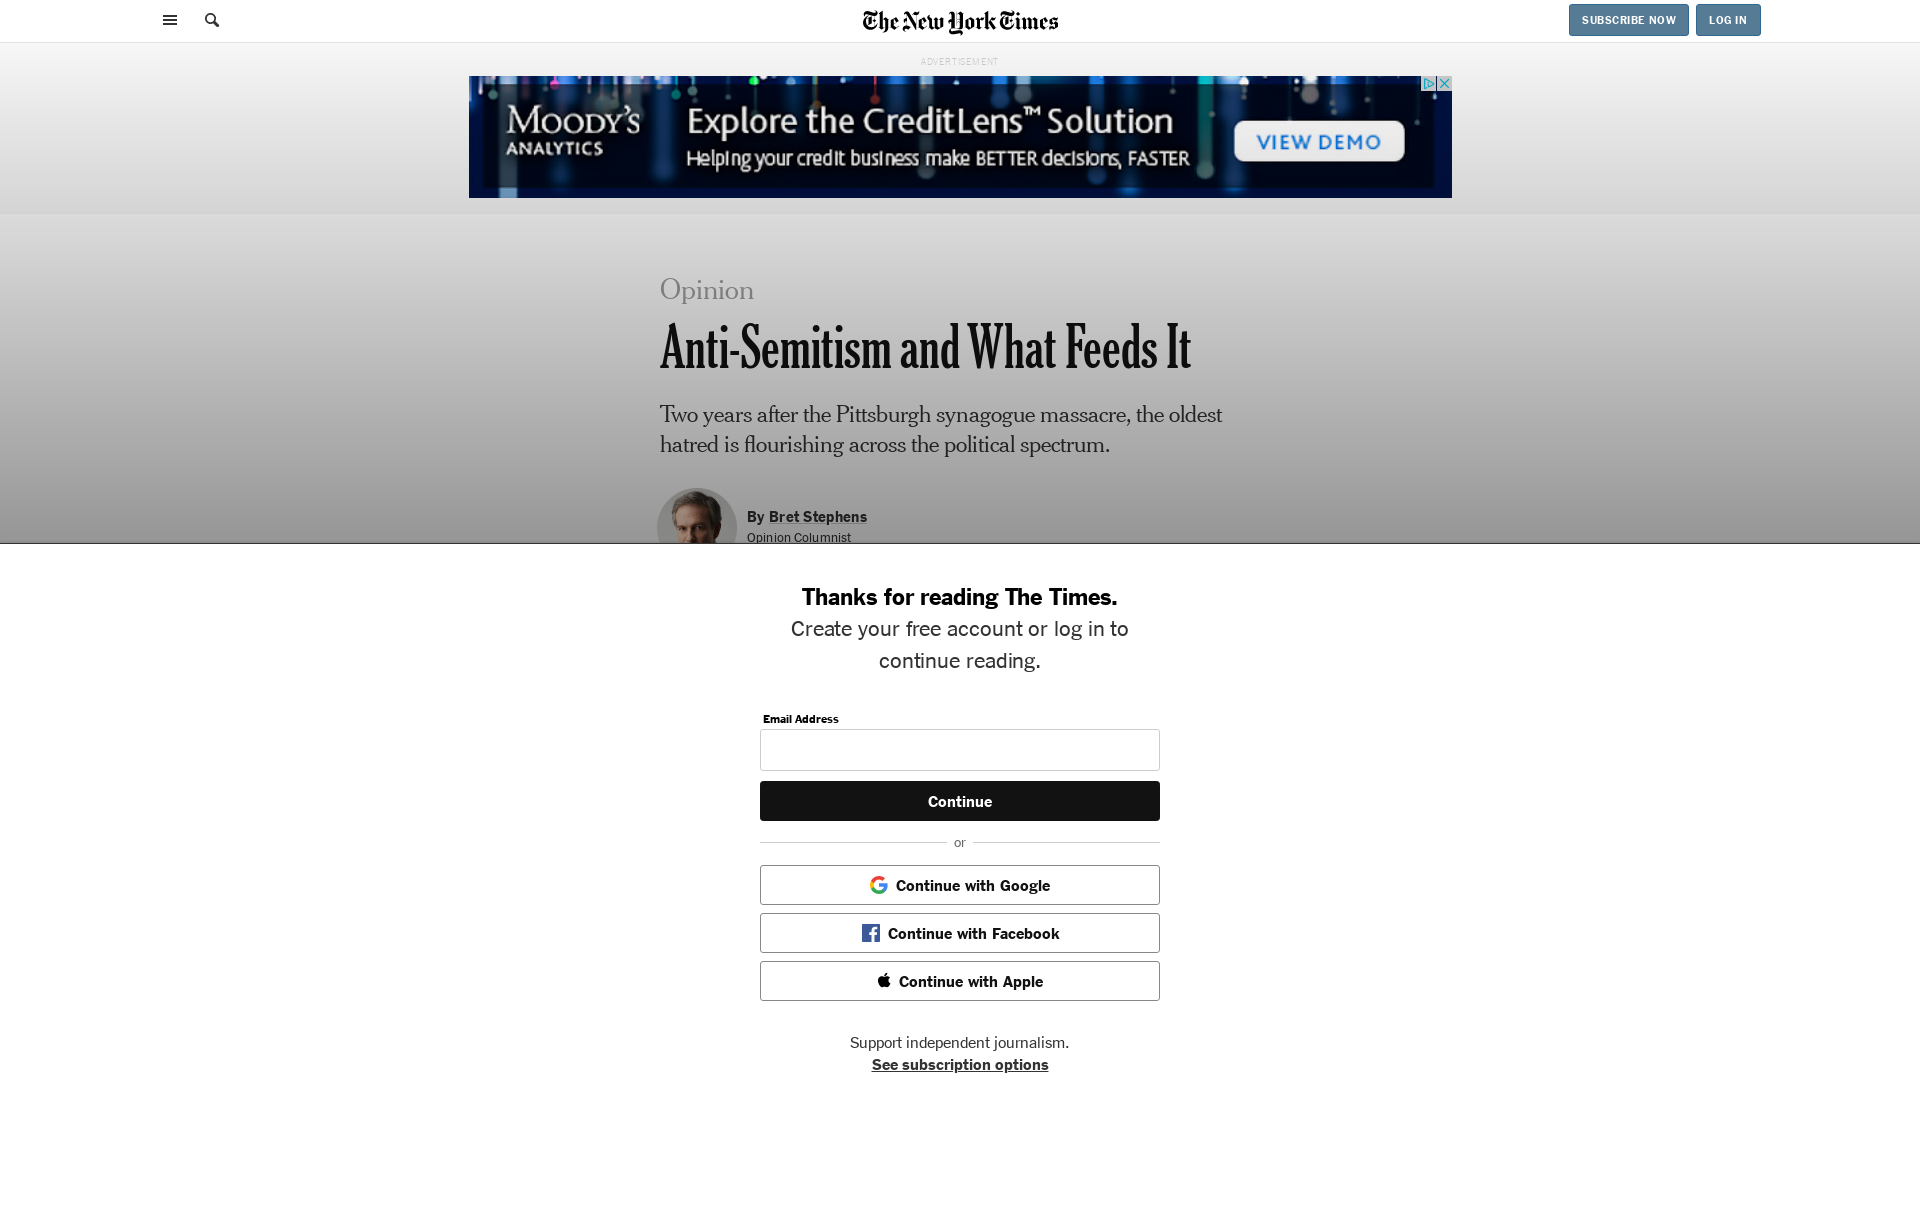 The New York Times
SUBSCRIBE NOW
LOG IN
ADVERTISEMENT
MOODY'S
ANALYTICS
Explore the CreditLens™ Solution
Helping your credit business make BETTER decisions, FASTER
VIEW DEMO
Opinion
Anti-Semitism and What Feeds It
Two years after the Pittsburgh synagogue massacre, the oldest
hatred is flourishing across the political spectrum.
By Bret Stephens
Opinion Columnist
Thanks for reading The Times.
Create your free account or log in to
continue reading.
Email Address
Continue
or
Continue with Google
Continue with Facebook
Continue with Apple
Support independent journalism.
See subscription options